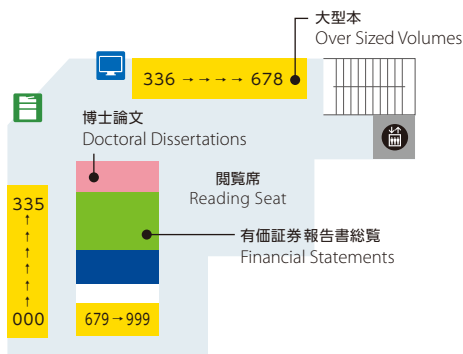 大型本
Over Sized Volumes
336 → → → → 678
博士論文
Doctoral Dissertations
閲覧席
Reading Seat
335
↑
↑
↑
↑
↑
↑
↑
000
有価証券報告書総覧
Financial Statements
679→999